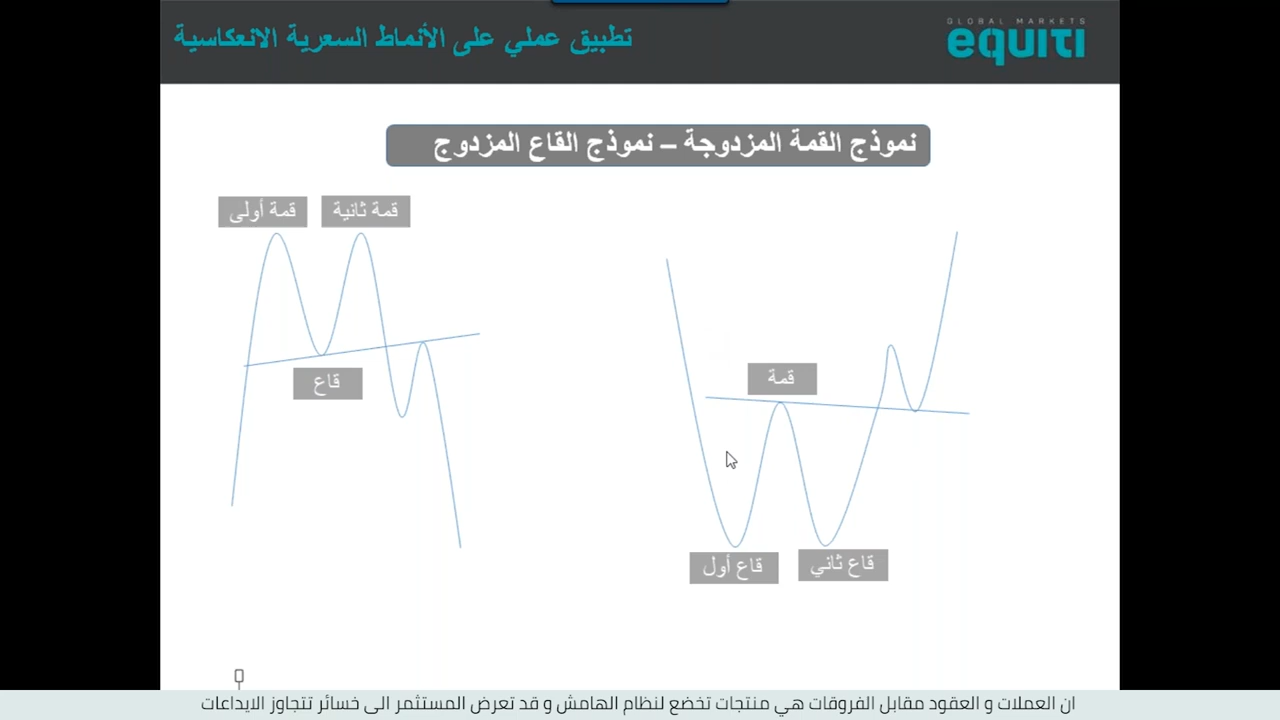 تطبيق عملي على الأنماط السعرية الانعكاسية
GLOBAL MARKETS
equiti
نموذج القمة المزدوجة – نموذج القاع المزدوج
قمة أولى
قمة ثانية
قاع
قمة
قاع أول
قاع ثاني
ان العملات و العقود مقابل الفروقات هي منتجات تخضع لنظام الهامش و قد تعرض المستثمر الى خسائر تتجاوز الايداعات